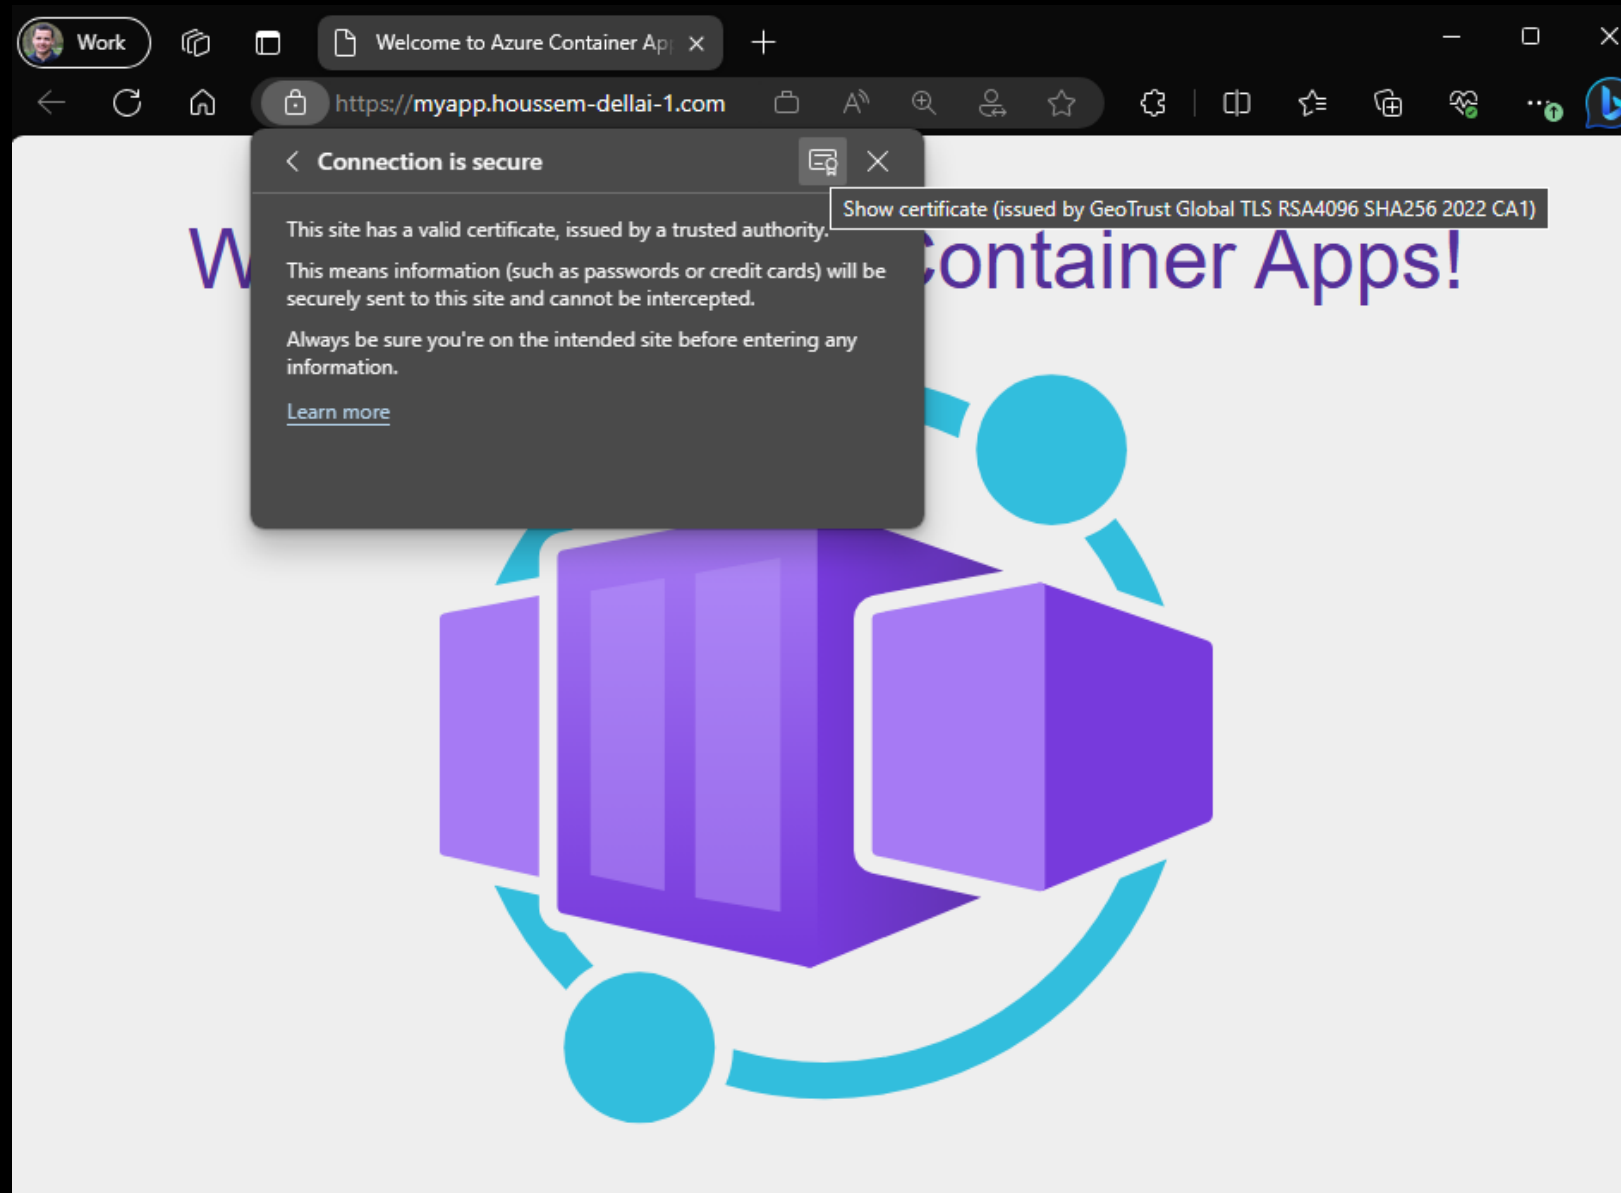 Work
Welcome to Azure Container Ap
https://myapp.houssem-dellai-1.com
Connection is secure
Show certificate (issued by GeoTrust Global TLS RSA4096 SHA256 2022 CA1)
This site has a valid certificate, issued by a trusted authority.
This means information (such as passwords or credit cards) will be
securely sent to this site and cannot be intercepted.
Always be sure you're on the intended site before entering any
information.
Learn more
W ontainer Apps!